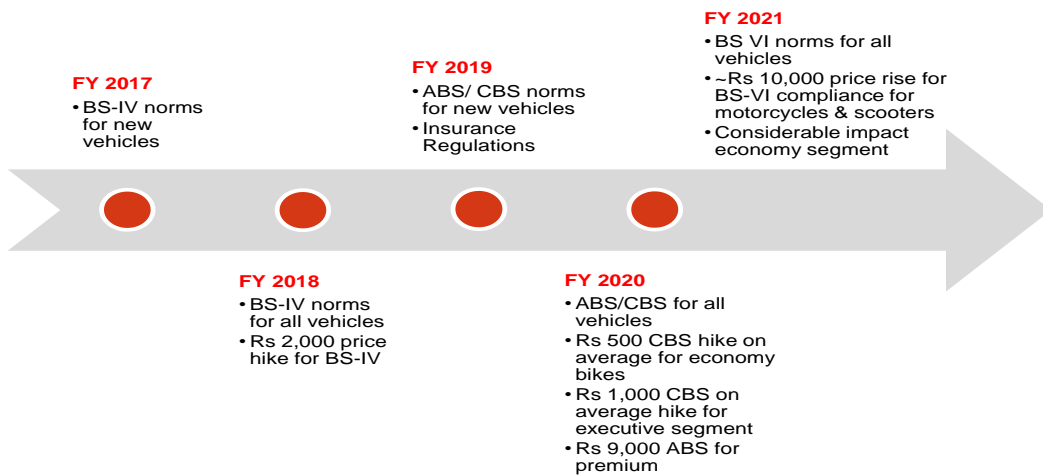 FY 2017
• BS-IV norms
for new
vehicles
FY 2018
• BS-IV norms
for all vehicles
• Rs 2,000 price
hike for BS-IV
FY 2019
• ABS/ CBS norms
for new vehicles
• Insurance
Regulations
FY 2020
• ABS/CBS for all
vehicles
• Rs 500 CBS hike on
average for economy
bikes
• Rs 1,000 CBS on
average hike for
executive segment
• Rs 9,000 ABS for
premium
FY 2021
• BS VI norms for all
vehicles
• ~Rs 10,000 price rise for
BS-VI compliance for
motorcycles & scooters
• Considerable impact
economy segment